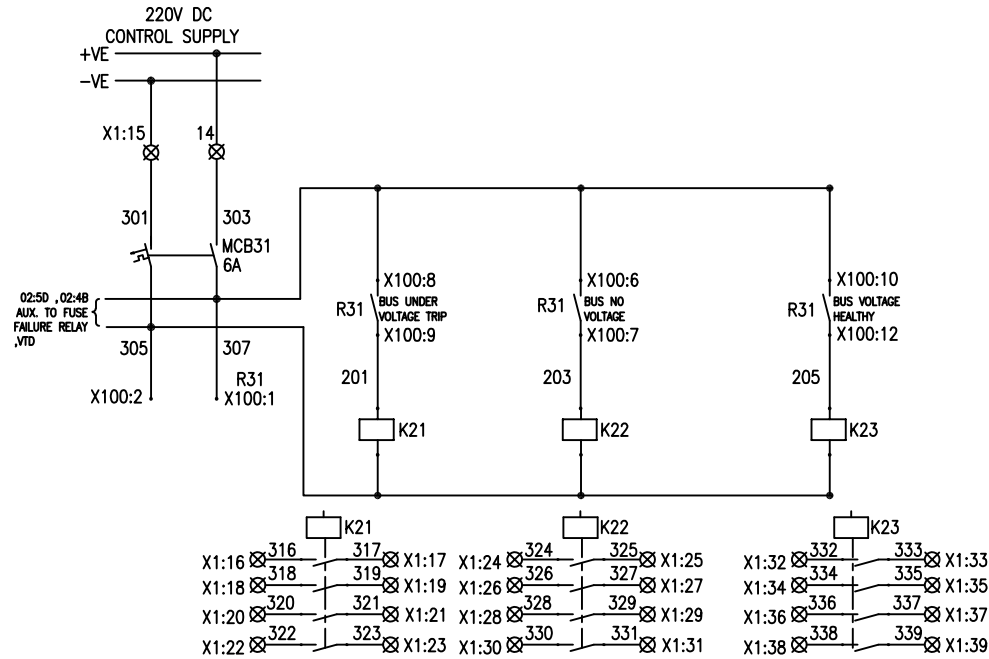 220V DC
CONTROL SUPPLY
+VE
-VE
X1:15
14
301
303
MCB31
6A
02:5D ,02:4B
AUX. TO FUSE
FAILURE RELAY
,VTD
305
307
X100:2
R31
X100:1
X100:8
R31
BUS UNDER
VOLTAGE TRIP
X100:9
201
K21
X100:6
R31
BUS NO
VOLTAGE
X100:7
203
K22
X100:10
R31
BUS VOLTAGE
HEALTHY
X100:12
205
K23
K21
X1:16 316 317 X1:17
X1:18 318 319 X1:19
X1:20 320 321 X1:21
X1:22 322 323 X1:23
K22
X1:24 324 325 X1:25
X1:26 326 327 X1:27
X1:28 328 329 X1:29
X1:30 330 331 X1:31
K23
X1:32 332 333 X1:33
X1:34 334 335 X1:35
X1:36 336 337 X1:37
X1:38 338 339 X1:39